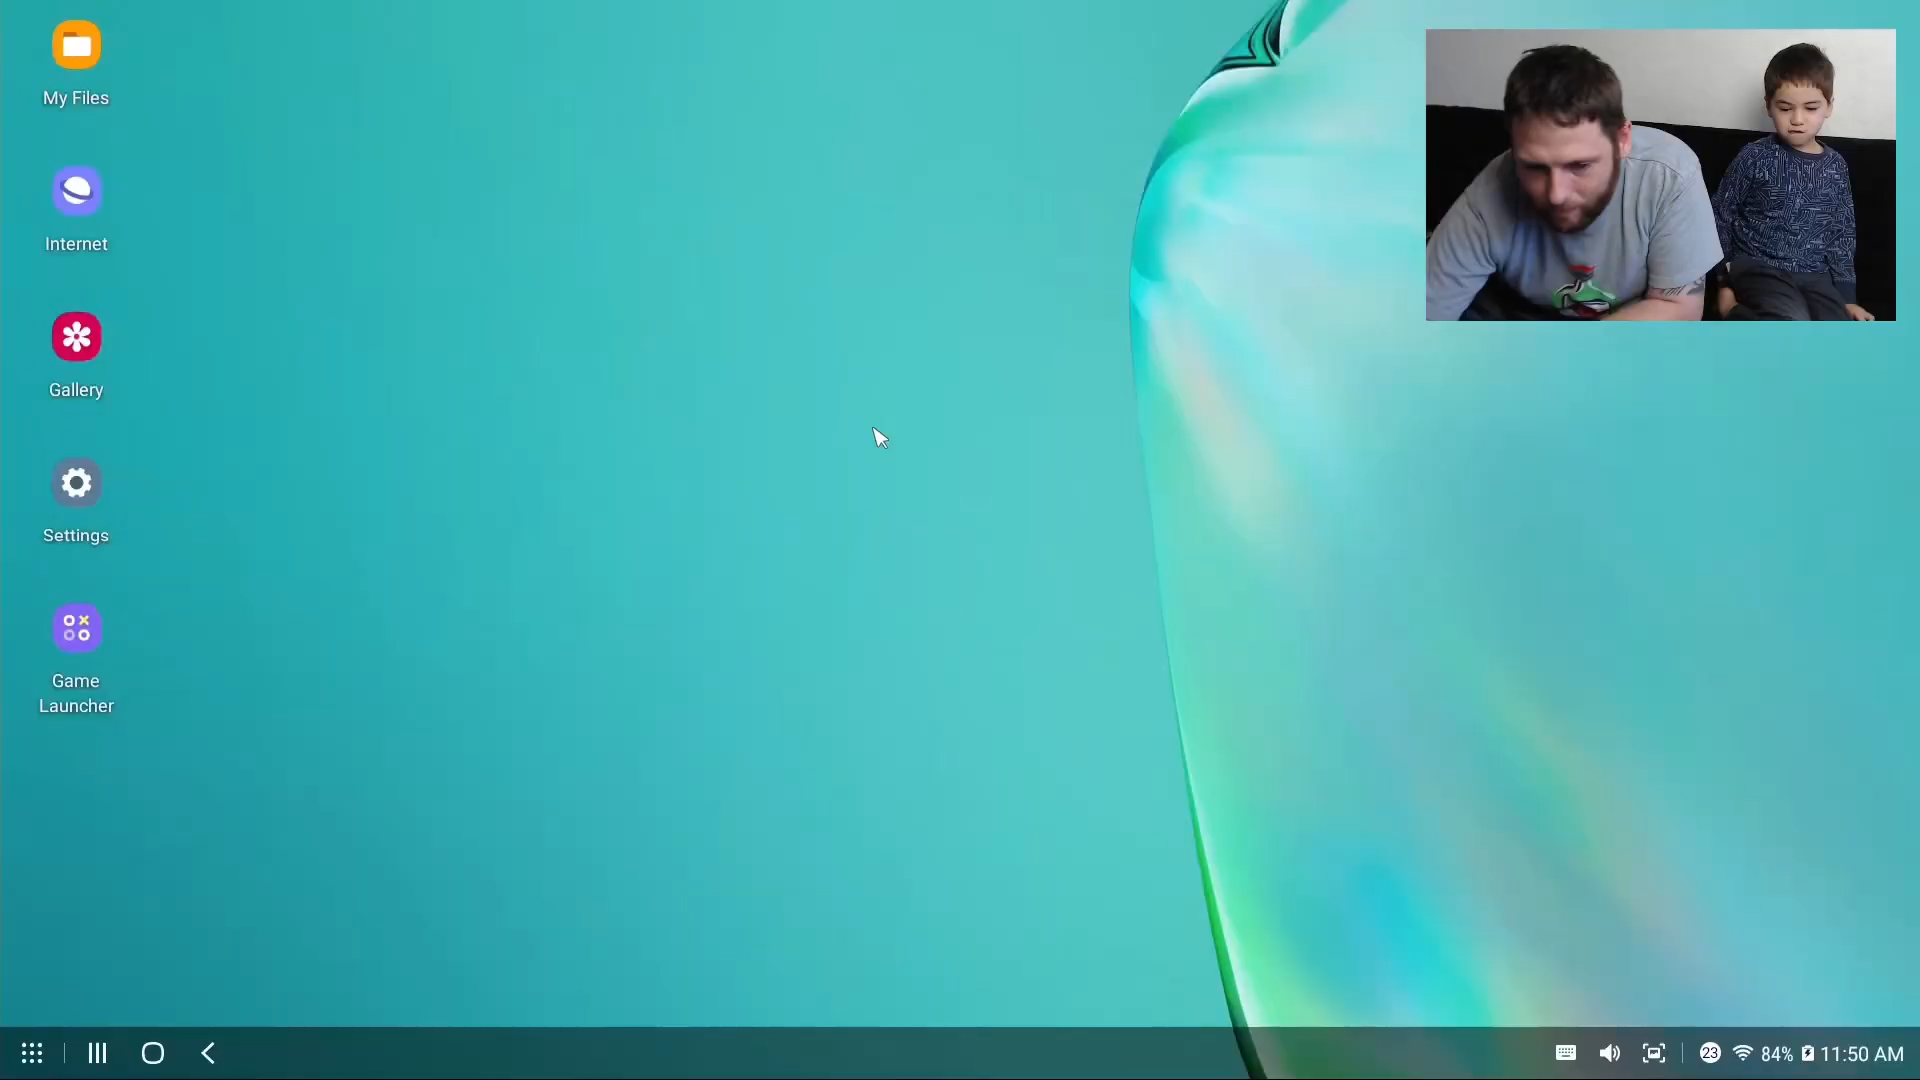 My Files
Internet
Gallery
Settings
Game
Launcher
23
84%
11:50 AM